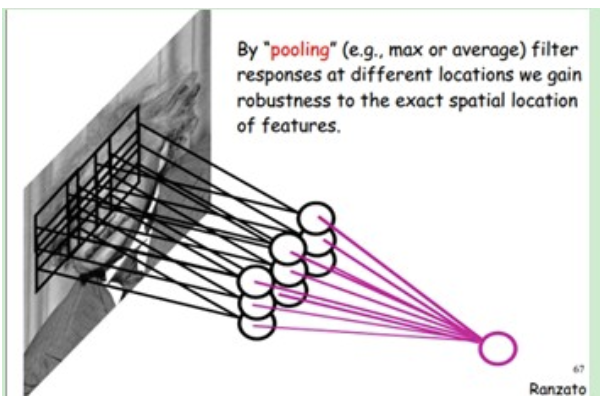 By "pooling" (e.g., max or average) filter
responses at different locations we gain
robustness to the exact spatial location
of features.
67
Ranzato